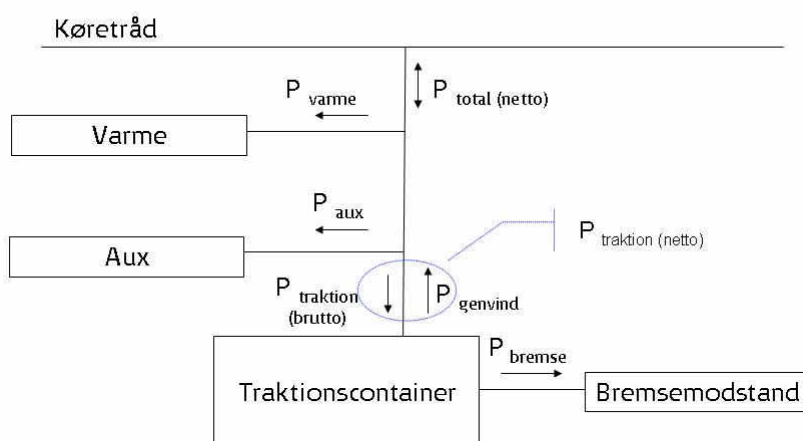 Køretråd
P varme
P total (netto)
Varme
P aux
P traktion (netto)
Aux
P traktion
(brutto)
P genvind
P bremse
Traktionscontainer
Bremsemodstand